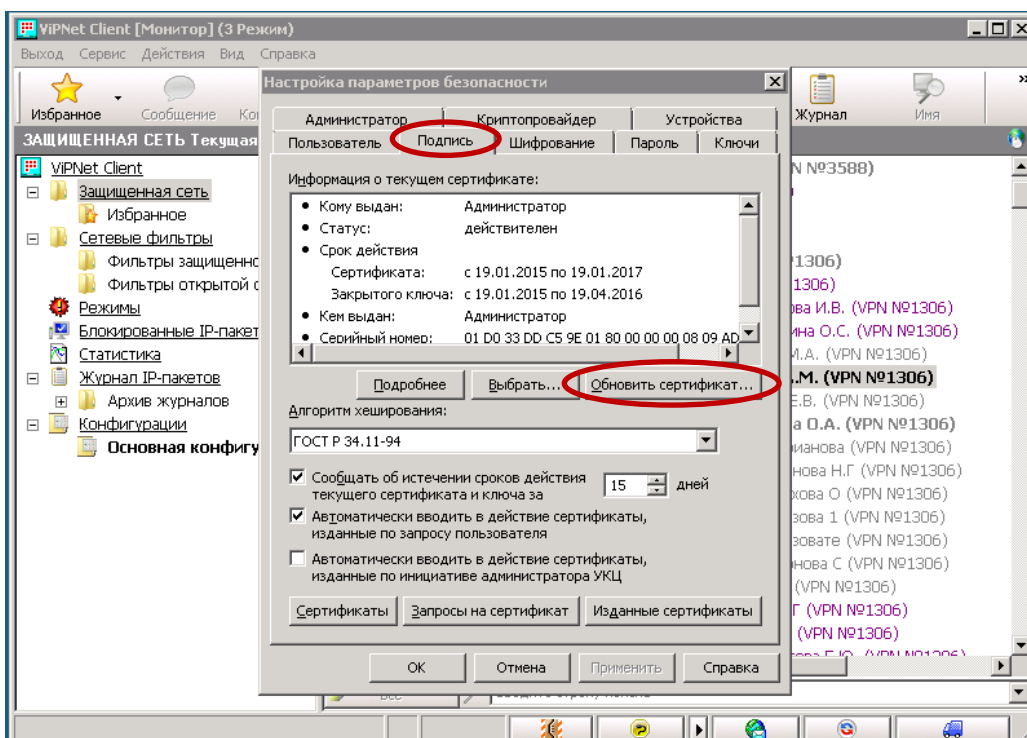 ViPNet Client [Монитор] (3 Режим)
Выход Сервис Действия Вид Справка
Избранное Сообщение
Журнал Имя
ЗАЩИЩЕННАЯ СЕТЬ Текущая
ViPNet Client
Защищенная сеть
Избранное
Сетевые фильтры
Фильтры защищенно
Фильтры открытой
Режимы
Блокированные IP-пакет
Статистика
Журнал IP-пакетов
Архив журналов
Конфигурации
Основная конфигу
Настройка параметров безопасности
Администратор Криптопровайдер Устройства
Пользователь Подпись Шифрование Пароль Ключи
Информация о текущем сертификате:
• Кому выдан: Администратор
• Статус: действителен
• Срок действия
Сертификата: с 19.01.2015 по 19.01.2017
Закрытого ключа: с 19.01.2015 по 19.04.2016
• Кем выдан: Администратор
• Серийный номер: 01 D0 33 DD C5 9E 01 80 00 00 00 08 09 AD
Подробнее Выбрать... Обновить сертификат...
Алгоритм хеширования:
ГОСТ Р 34.11-94
Сообщать об истечении сроков действия
текущего сертификата и ключа за 15 дней
Автоматически вводить в действие сертификаты,
изданные по запросу пользователя
Автоматически вводить в действие сертификаты,
изданные по инициативе администратора УКЦ
Сертификаты Запросы на сертификат Изданные сертификаты
ОК Отмена Применить Справка
N №3588)
1306)
1306)
ва И.В. (VPN №1306)
на О.С. (VPN №1306)
М.А. (VPN №1306)
.М. (VPN №1306)
Е.В. (VPN №1306)
а О.А. (VPN №1306)
ианова (VPN №1306)
нова Н.Г (VPN №1306)
хова О (VPN №1306)
зова 1 (VPN №1306)
зовате (VPN №1306)
нова С (VPN №1306)
(VPN №1306)
Г (VPN №1306)
(VPN №1306)